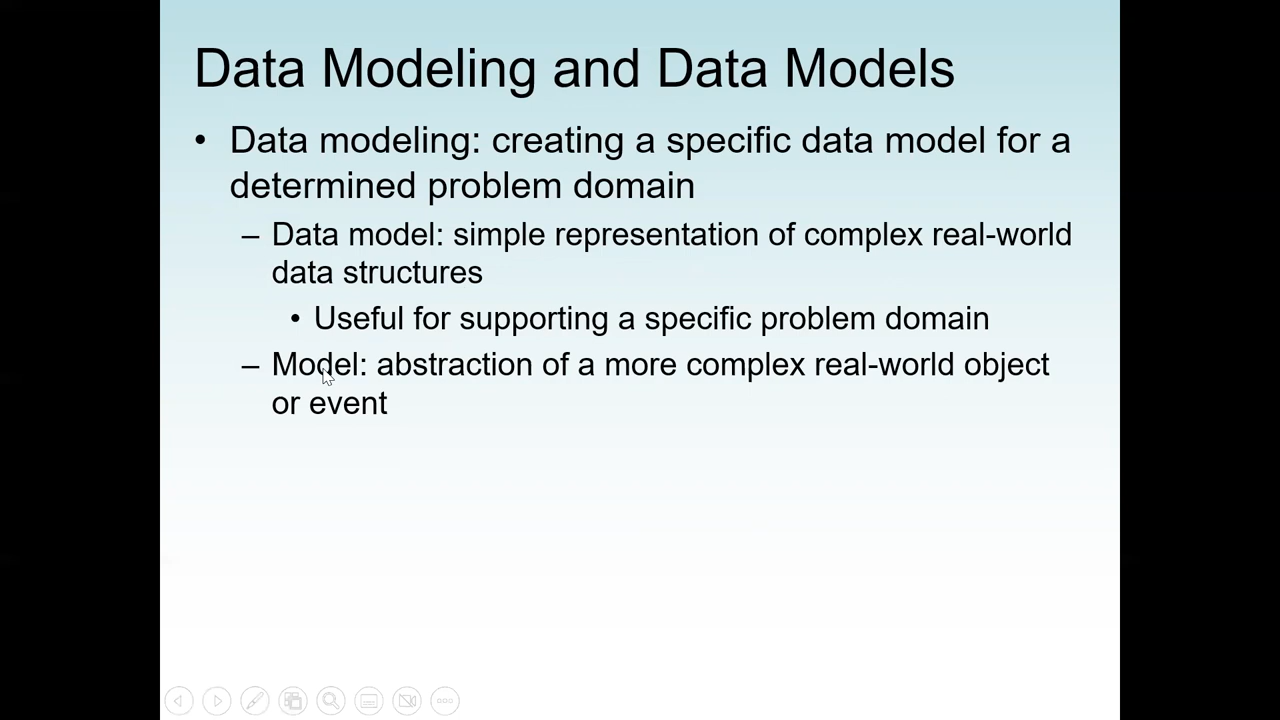 Data Modeling and Data Models
• Data modeling: creating a specific data model for a
determined problem domain
– Data model: simple representation of complex real-world
data structures
• Useful for supporting a specific problem domain
– Model: abstraction of a more complex real-world object
or event